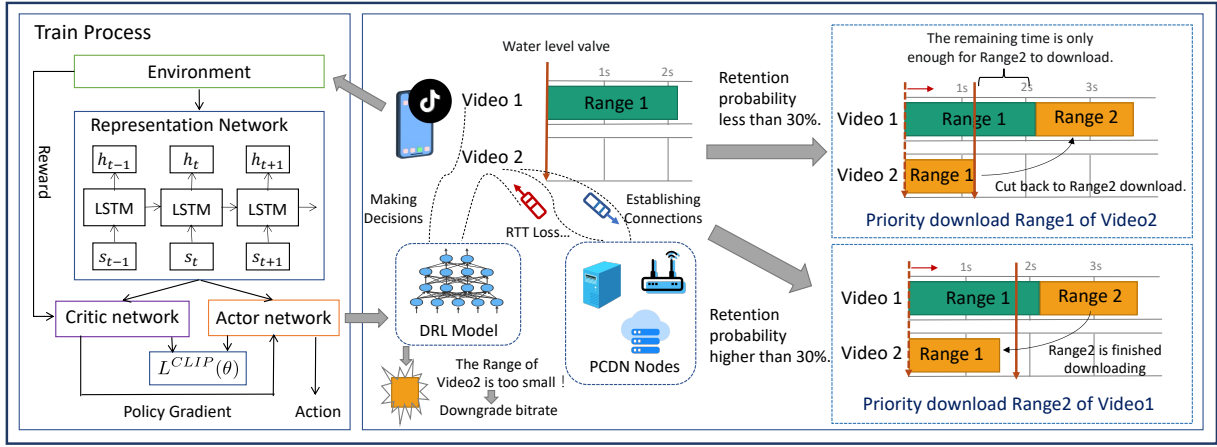 Train Process
Environment
Reward
Representation Network
h_{t-1} h_t h_{t+1}
LSTM LSTM LSTM
s_{t-1} s_t s_{t+1}
Critic network
Actor network
L^{CLIP}(θ)
Policy Gradient
Action
Water level valve
1s 2s
Video 1
Range 1
Video 2
Making
Decisions
RTT Loss...
Establishing
Connections
DRL Model
PCDN Nodes
The Range of
Video2 is too small !
Downgrade bitrate
Retention
probability
less than 30%.
Retention
probability
higher than 30%.
The remaining time is only
enough for Range2 to download.
1s 2s 3s
Video 1
Range 1
Range 2
Video 2
Range 1
Cut back to Range2 download.
Priority download Range1 of Video2
1s 2s 3s
Video 1
Range 1
Range 2
Video 2
Range 1
Range2 is finished
downloading
Priority download Range2 of Video1